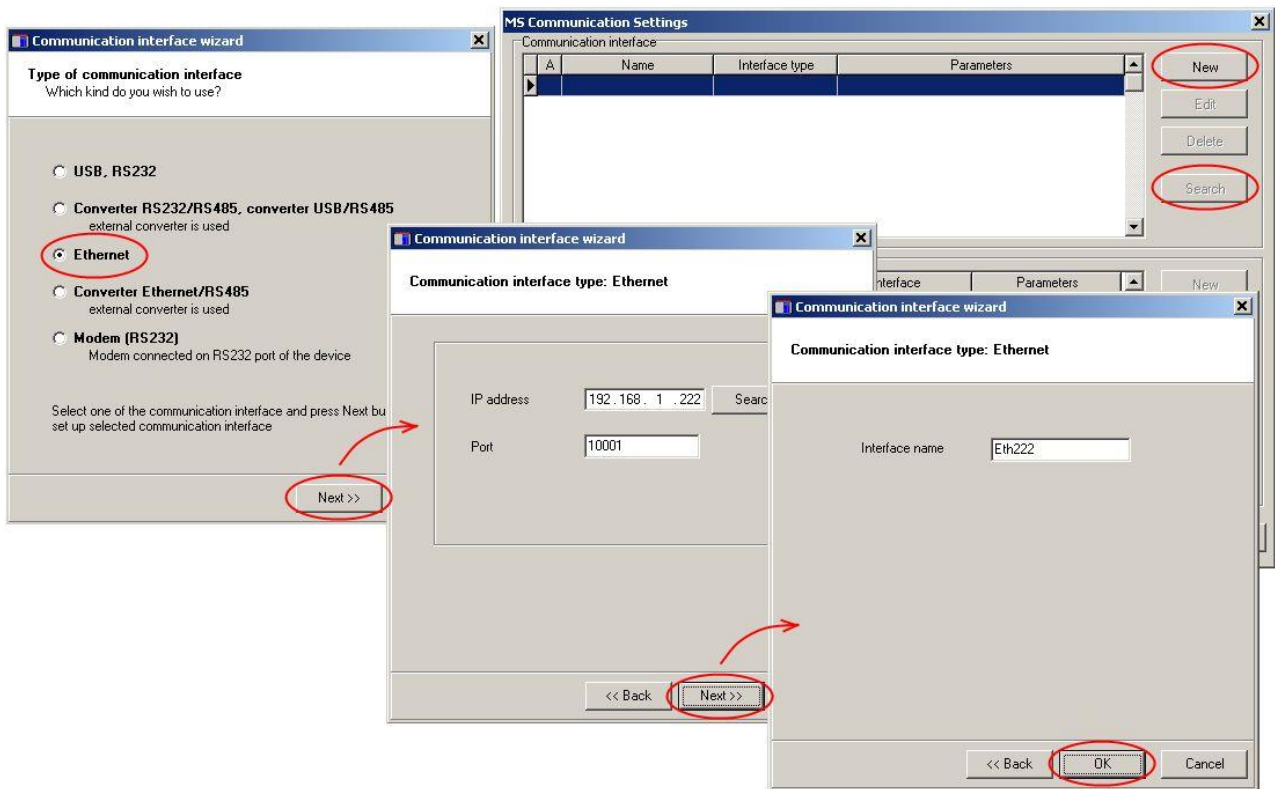 Communication interface wizard
Type of communication interface
Which kind do you wish to use?
USB, RS232
Converter RS232/RS485, converter USB/RS485
external converter is used
Ethernet
Converter Ethernet/RS485
external converter is used
Modem (RS232)
Modem connected on RS232 port of the device
Select one of the communication interface and press Next bu
set up selected communication interface
Next >>
MS Communication Settings
Communication interface
A Name Interface type Parameters
New
Edit
Delete
Search
nterface Parameters
New
Communication interface wizard
Communication interface type: Ethernet
IP address 192.168. 1 .222 Searc
Port 10001
<< Back Next >>
Communication interface wizard
Communication interface type: Ethernet
Interface name Eth222
<< Back OK Cancel